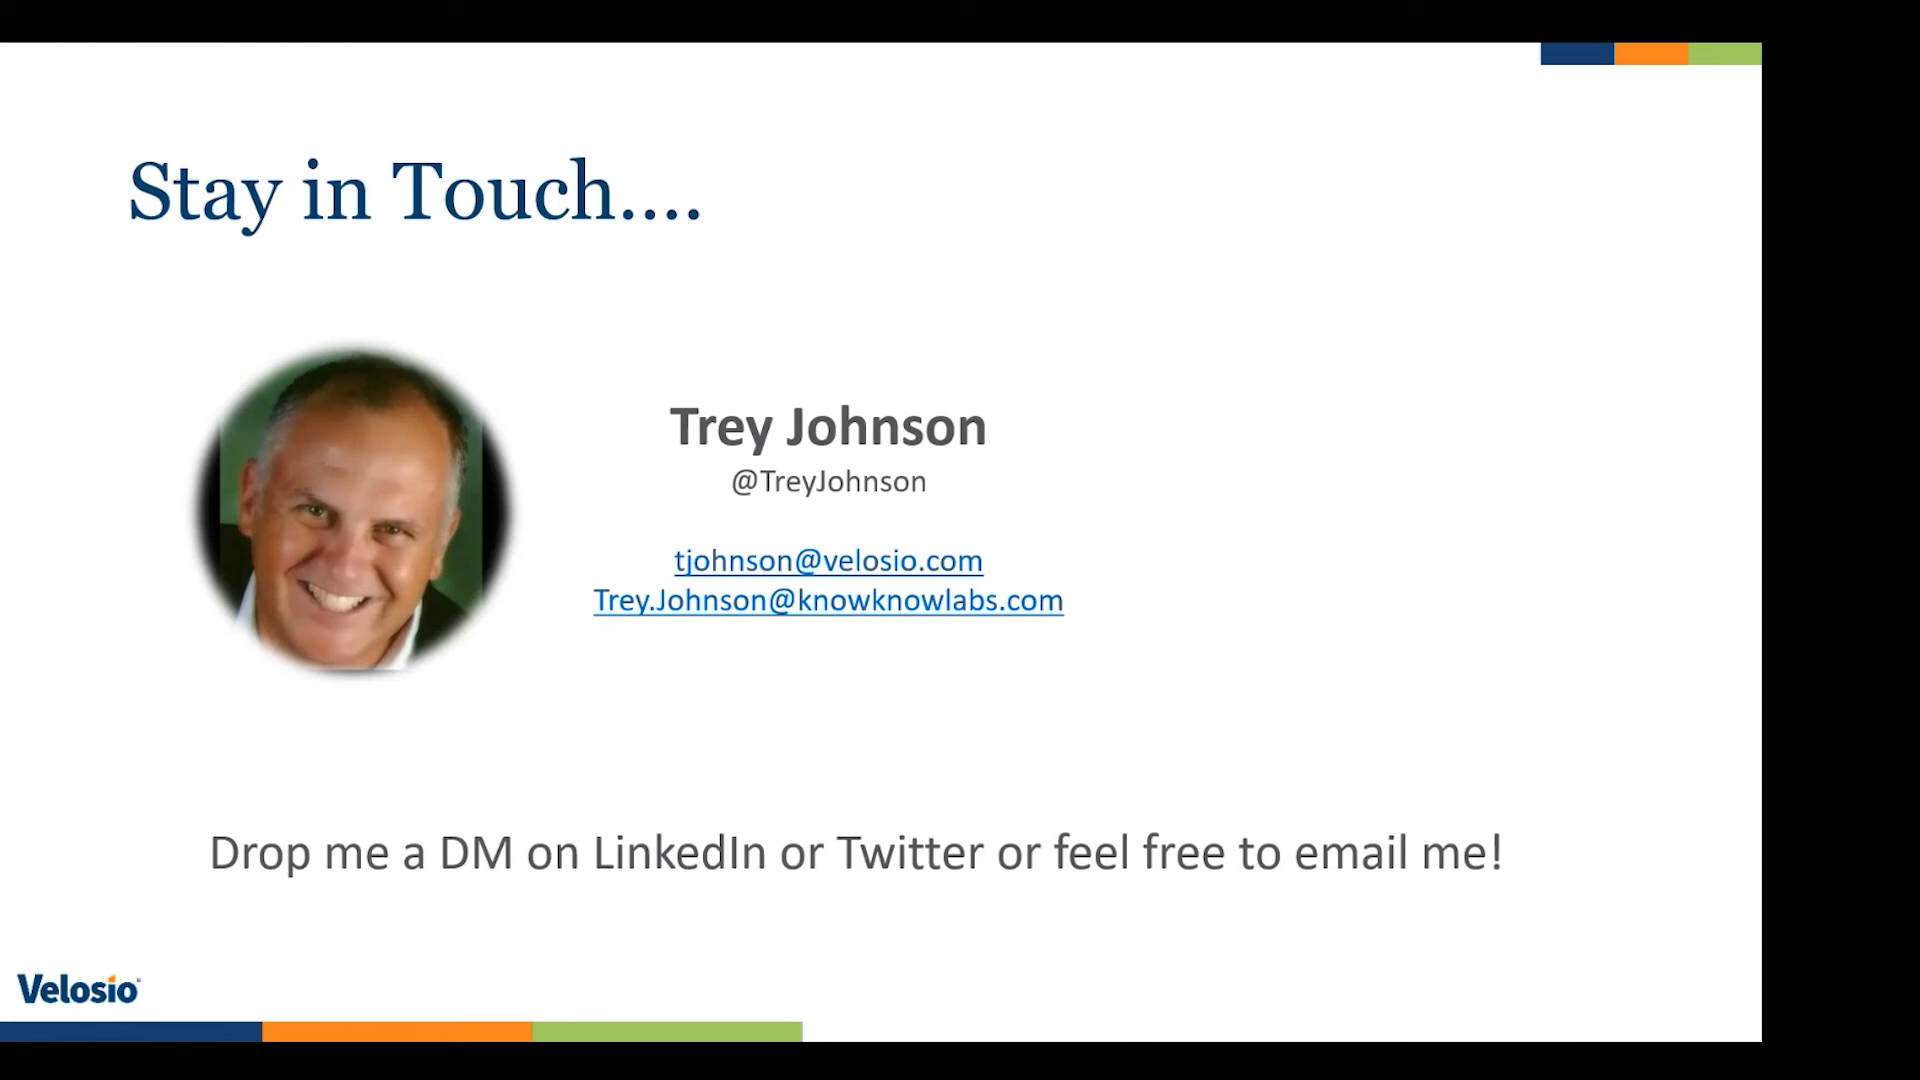 Stay in Touch....
Trey Johnson
@TreyJohnson
tjohnson@velosio.com
Trey.Johnson@knowknowlabs.com
Drop me a DM on LinkedIn or Twitter or feel free to email me!
Velosio